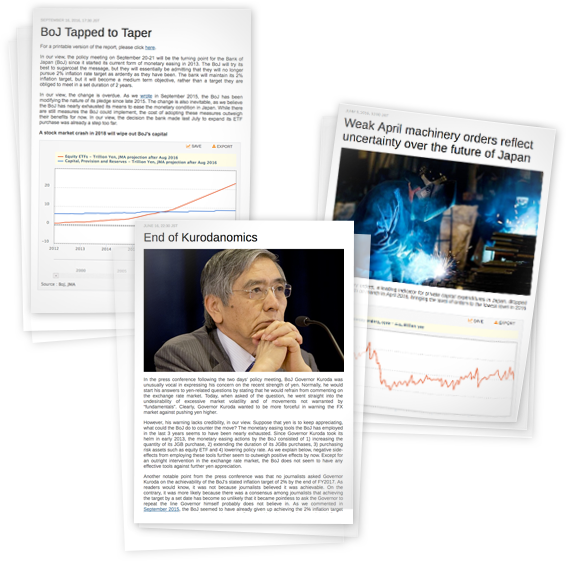 BoJ Tapped to Taper
For a printable version of the report, please click here.
In our view, the policy meeting on September 20-21 will be the turning point for the Bank of
Japan (BoJ) since it started its current form of monetary easing in 2013. The BoJ will try its
best to sugarcoat the message, but they will essentially be admitting that they will no longer
pursue 2% inflation rate target as ardently as they have been. The bank will maintain its 2%
inflation target, but it will become a medium term objective, rather than a target they are
obliged to meet in a set duration of 2 years.
In our view, the change is overdue. As we wrote in September 2015, the BoJ has been
modifying the nature of its pledge since late 2015. The change is also inevitable, as we believe
the BoJ has nearly exhausted its means to ease the monetary condition in Japan. While there
are still measures the BoJ could implement, the cost of adopting these measures outstrip
their benefits for now. In our view, the decision the bank made last July to expand its ETF
purchase was already a step too far.
A stock market crash in 2018 will wipe out BoJ's capital
SAVE EXPORT
Equity ETFs - Trillion Yen, JMA projection after Aug 2016
Capital, Provision and Reserves - Trillion Yen, JMA projection after Aug 2016
20
10
0
-10
2012 2013 2014 2015
2008
Source : BoJ, JMA
Weak April machinery orders reflect
uncertainty over the future of Japan
SAVE EXPORT
End of Kurodanomics
In the press conference following the two days' policy meeting, BoJ Governor Kuroda was
unusually vocal in expressing his concern on the recent strength of yen. Normally, he would
start his answers to yen-related questions by stating that he would refrain from commenting on
the exchange rate market. Today, when asked of the question, he went straight into the
undesirability of excessive market volatility and of movements not warranted by
"fundamentals". Clearly, Governor Kuroda wanted to be more forceful in warning the FX
market against pushing yen higher.
However, his warning lacks credibility, in our view. Suppose that yen is to keep appreciating,
what could the BoJ do to counter the move? The monetary easing tools the BoJ has employed
in the last 3 years seems to have been nearly exhausted. Since Governor Kuroda took its
helm in early 2013, the monetary easing actions by the BoJ consisted of 1) increasing the
quantity of its JGB purchase, 2) extending the duration of its JGBs purchases, 3) purchasing
risk assets such as equity ETF and 4) lowering policy rate. As we explain below, negative side-
effects from employing these tools further seem to outweigh positive effects by now. Except for
an outright intervention in the exchange rate market, the BoJ does not seem to have any
effective tools against further yen appreciation.
Another notable point from the press conference was that no journalists asked Governor
Kuroda on the achievability of the BoJ's stated inflation target of 2% by the end of FY2017. As
readers would know, it was not because journalists believed it was achievable. On the
contrary, it was more likely because there was a consensus among journalists that achieving
the target by a set date has become so unlikely that it became pointless to ask the Governor to
repeat the line Governor himself probably does not believe in. As we commented in
September 2015, the BoJ seemed to have already given up achieving the 2% inflation target